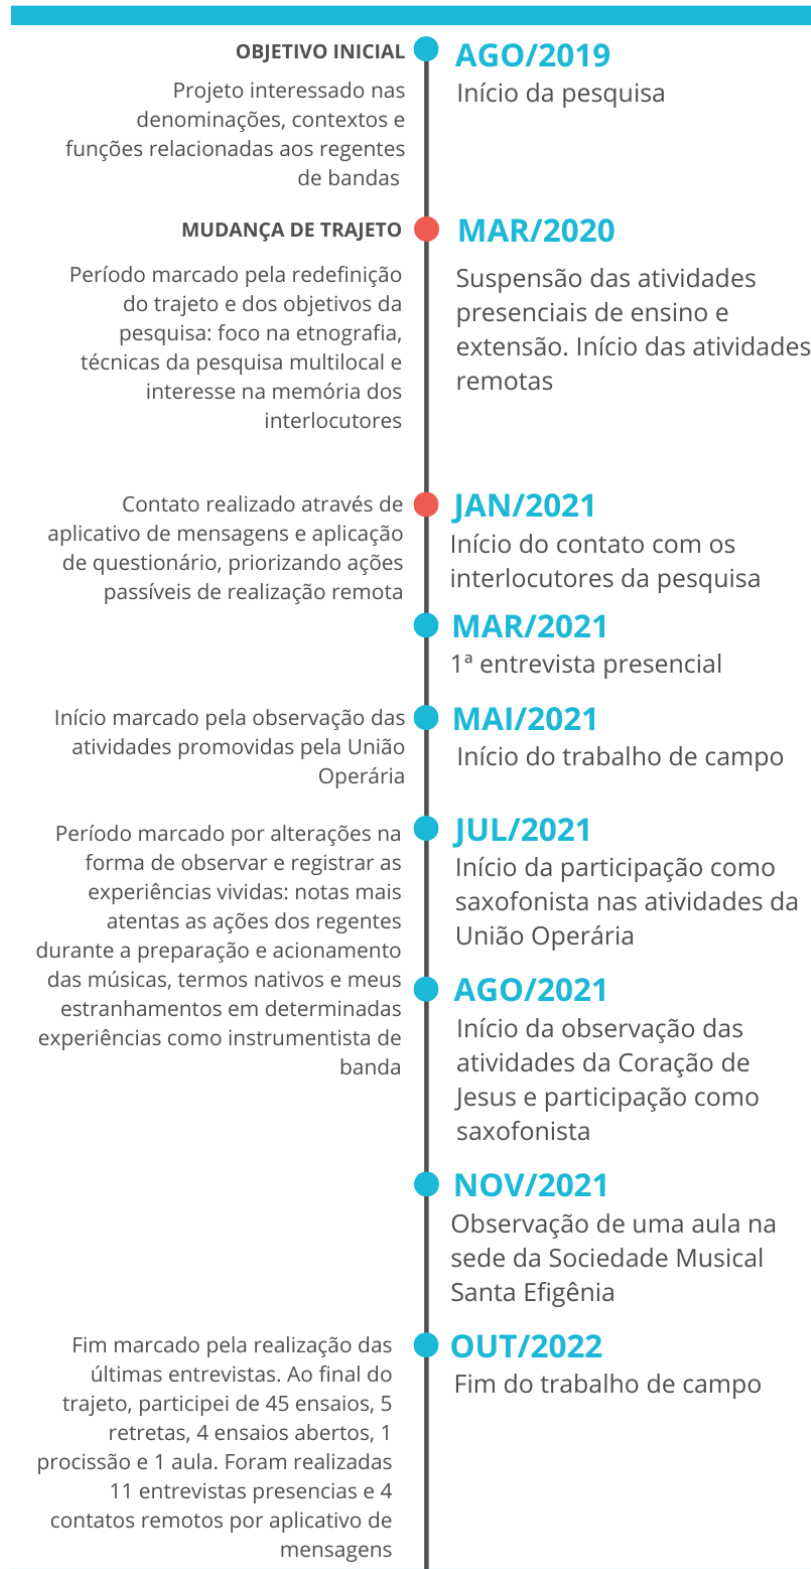 OBJETIVO INICIAL
Projeto interessado nas
denominações, contextos e
funções relacionadas aos regentes
de bandas
AGO/2019
Início da pesquisa
MUDANÇA DE TRAJETO
Período marcado pela redefinição
do trajeto e dos objetivos da
pesquisa: foco na etnografia,
técnicas da pesquisa multilocal e
interesse na memória dos
interlocutores
MAR/2020
Suspensão das atividades
presenciais de ensino e
extensão. Início das atividades
remotas
Contato realizado através de
aplicativo de mensagens e aplicação
de questionário, priorizando ações
passíveis de realização remota
JAN/2021
Início do contato com os
interlocutores da pesquisa
MAR/2021
1ª entrevista presencial
Início marcado pela observação das
atividades promovidas pela União
Operária
MAI/2021
Início do trabalho de campo
Período marcado por alterações na
forma de observar e registrar as
experiências vividas: notas mais
atentas as ações dos regentes
durante a preparação e acionamento
das músicas, termos nativos e meus
estranhamentos em determinadas
experiências como instrumentista de
banda
JUL/2021
Início da participação como
saxofonista nas atividades da
União Operária
AGO/2021
Início da observação das
atividades da Coração de
Jesus e participação como
saxofonista
NOV/2021
Observação de uma aula na
sede da Sociedade Musical
Santa Efigênia
Fim marcado pela realização das
últimas entrevistas. Ao final do
trajeto, participei de 45 ensaios, 5
retretas, 4 ensaios abertos, 1
procissão e 1 aula. Foram realizadas
11 entrevistas presencias e 4
contatos remotos por aplicativo de
mensagens
OUT/2022
Fim do trabalho de campo